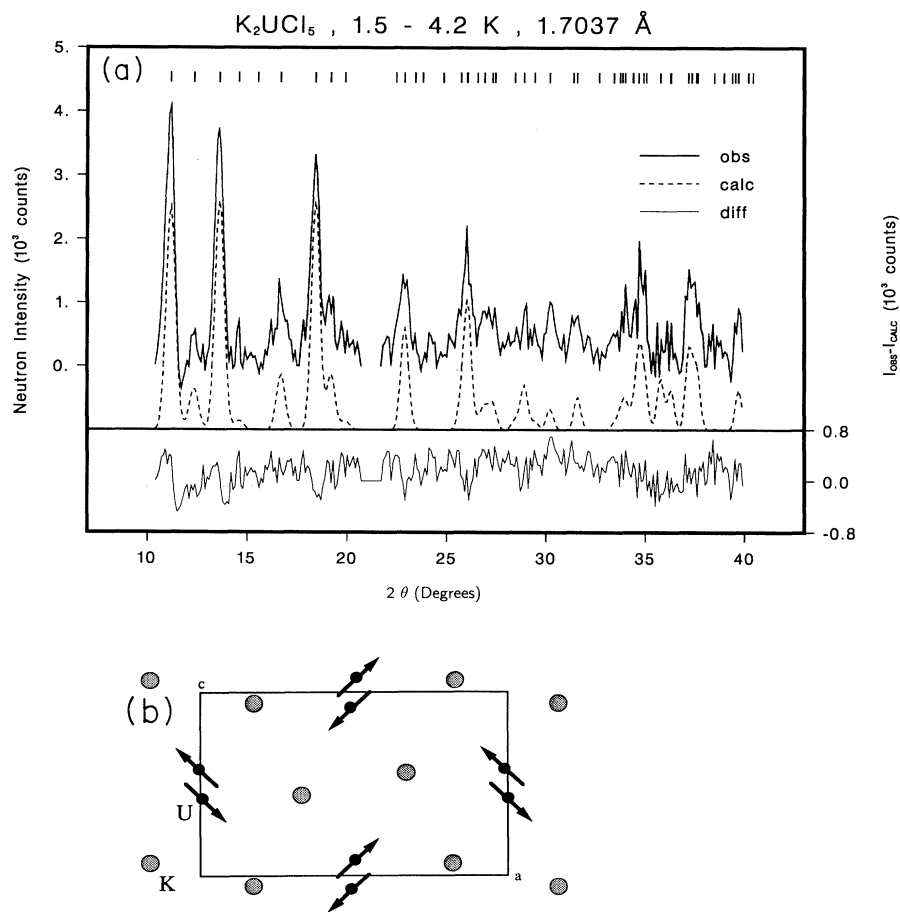 K₂UCl₅ , 1.5 - 4.2 K , 1.7037 Å
(a)
5.
4.
3.
2.
1.
0.
Neutron Intensity (10³ counts)
obs
calc
diff
I_OBS-I_CALC (10³ counts)
0.8
0.0
-0.8
10 15 20 25 30 35 40
2 θ (Degrees)
(b)
c
U
K
a